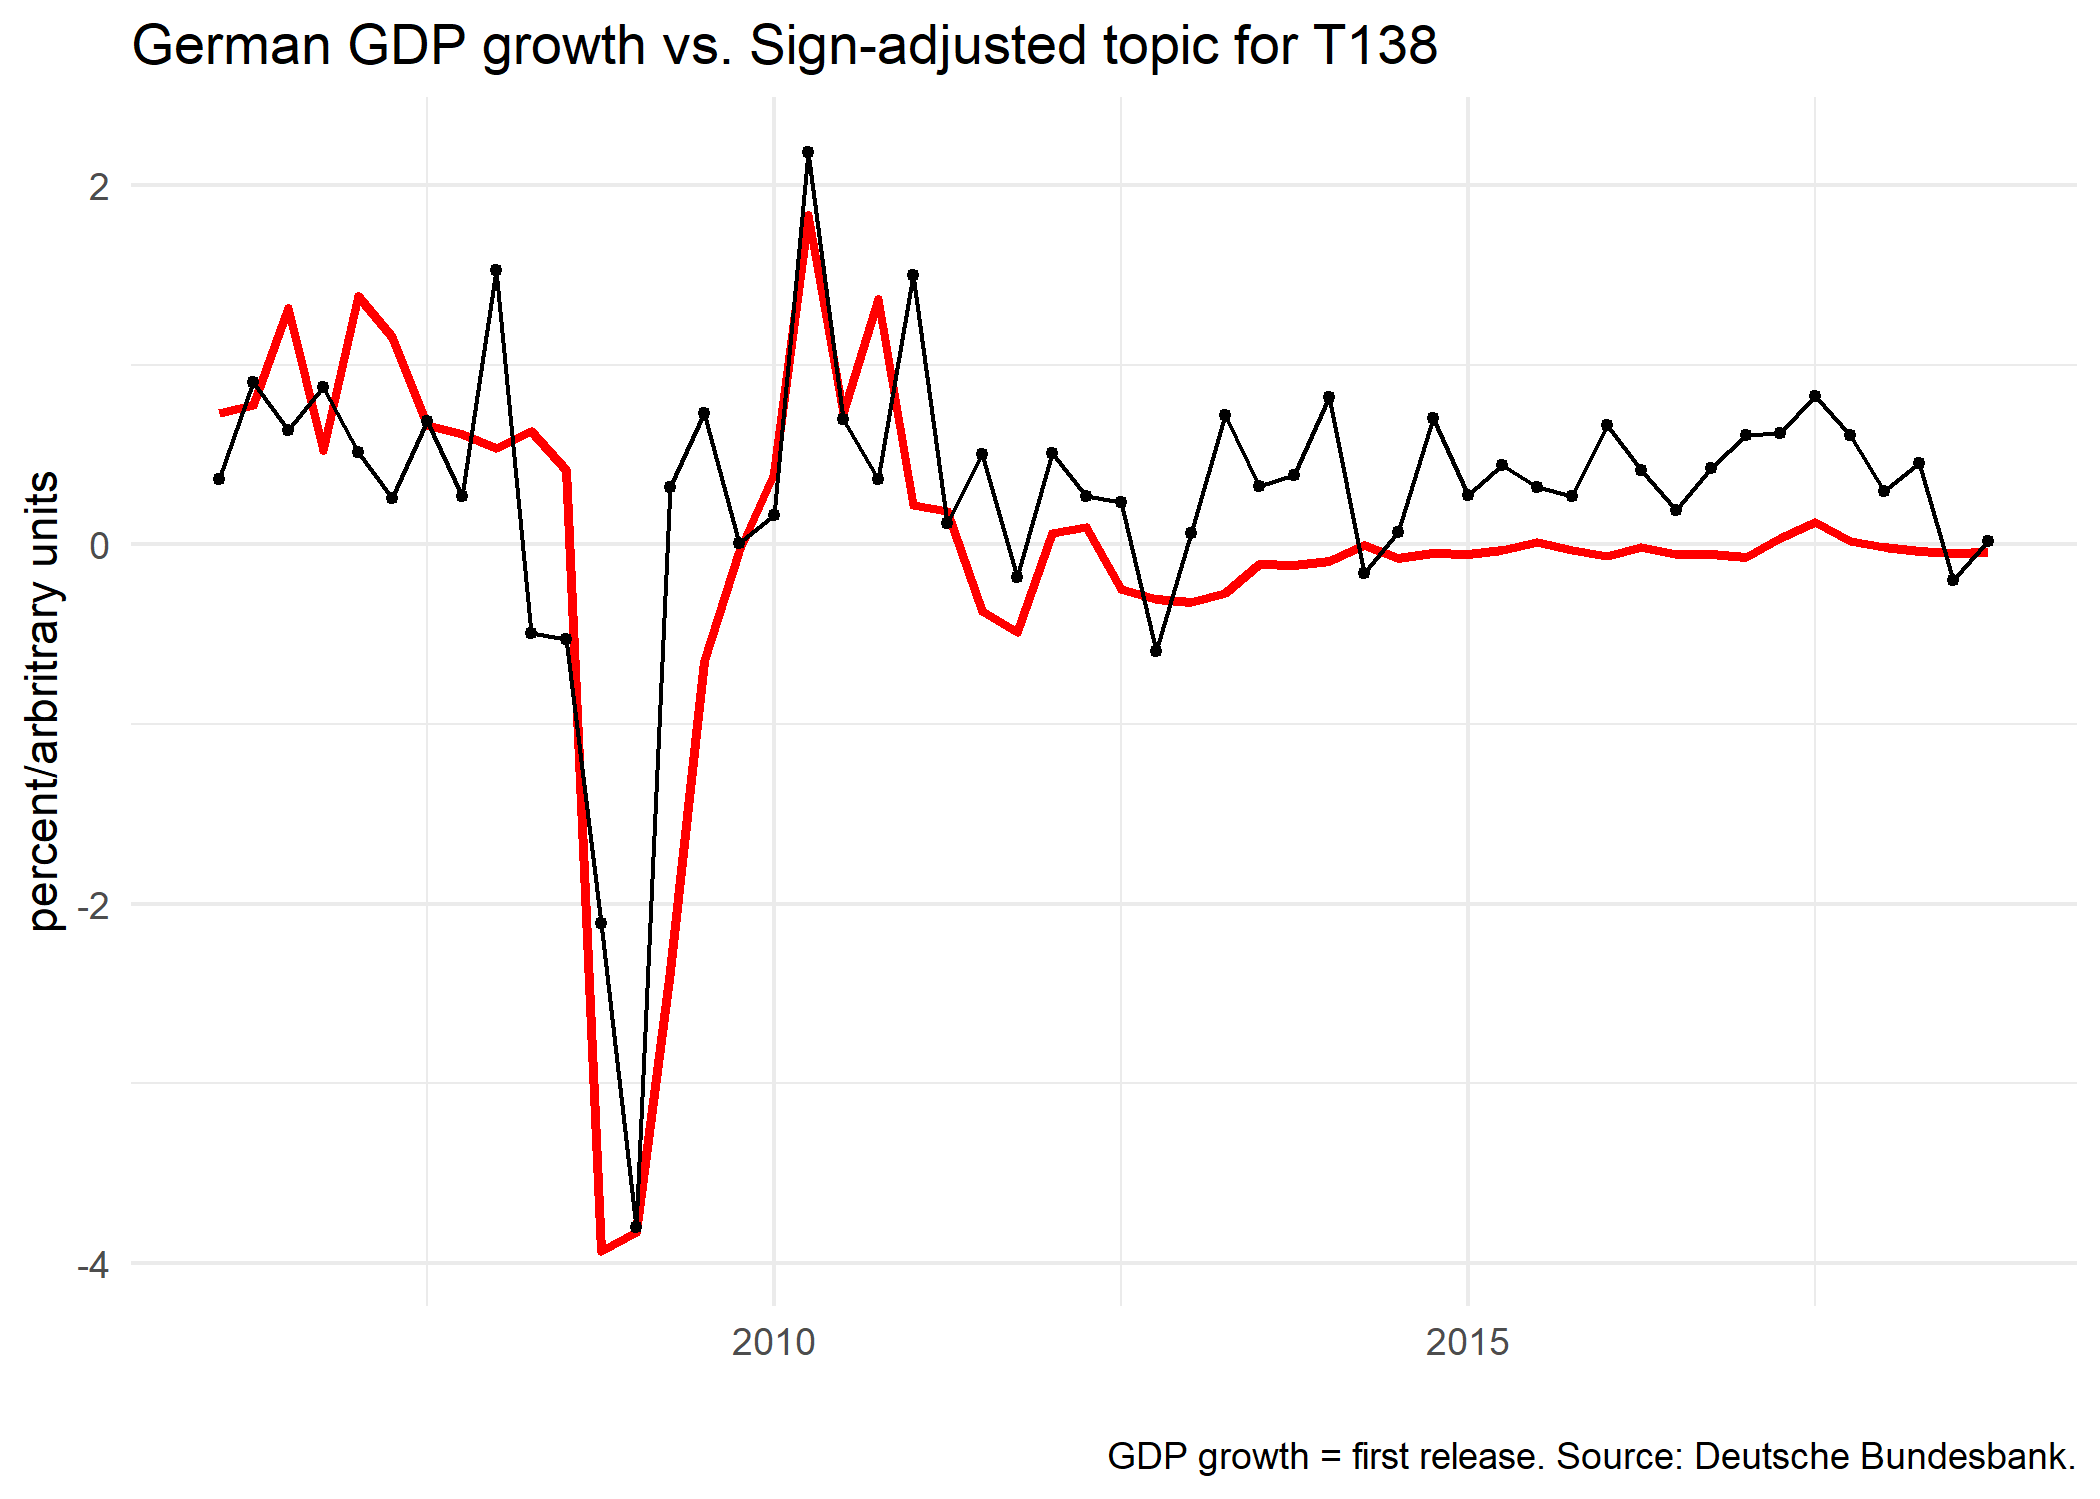 German GDP growth vs. Sign-adjusted topic for T138
percent/arbritrary units
2
0
-2
-4
2010
2015
GDP growth = first release. Source: Deutsche Bundesbank.